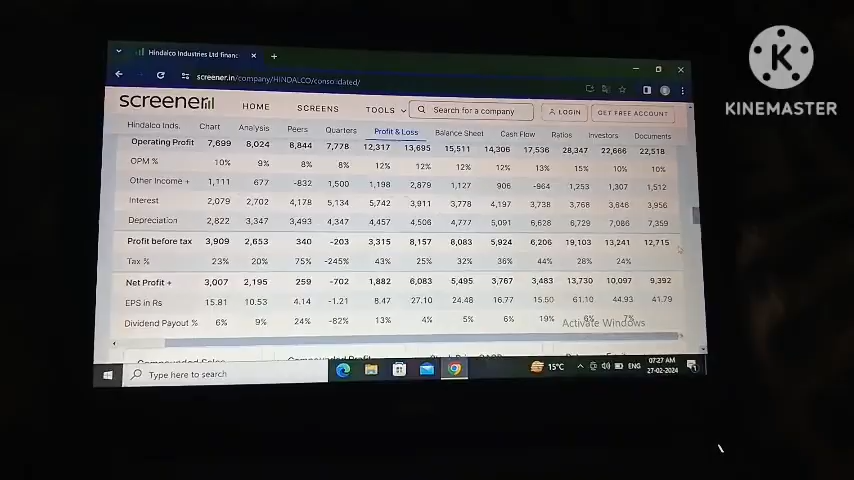 KINEMASTER
Hindalco Industries Ltd financ
screener.in/company/HINDALCO/consolidated/
screener
HOME
SCREENS
TOOLS
Search for a company
LOGIN
GET FREE ACCOUNT
Hindalco Inds. Chart Analysis Peers Quarters Profit & Loss Balance Sheet Cash Flow Ratios Investors Documents
Operating Profit 7,699 8,024 8,844 7,778 12,317 13,695 15,511 14,306 17,536 28,347 22,666 22,518
OPM % 10% 9% 8% 8% 12% 12% 12% 12% 13% 15% 10% 10%
Other Income + 1,111 677 -832 1,500 1,198 2,879 1,127 906 -964 1,253 1,307 1,512
Interest 2,079 2,702 4,178 5,134 5,742 3,911 3,778 4,197 3,738 3,768 3,646 3,956
Depreciation 2,822 3,347 3,493 4,347 4,457 4,506 4,777 5,091 6,628 6,729 7,086 7,359
Profit before tax 3,909 2,653 340 -203 3,315 8,157 8,083 5,924 6,206 19,103 13,241 12,715
Tax % 23% 20% 75% -245% 43% 25% 32% 36% 44% 28% 24%
Net Profit + 3,007 2,195 259 -702 1,882 6,083 5,495 3,767 3,483 13,730 10,097 9,392
EPS in Rs 15.81 10.53 4.14 -1.21 8.47 27.10 24.48 16.77 15.50 61.10 44.93 41.79
Dividend Payout % 6% 9% 24% -82% 13% 4% 5% 6% 19% 6% 7%
Activate Windows
Type here to search
15°C
ENG
07:27 AM
27-02-2024